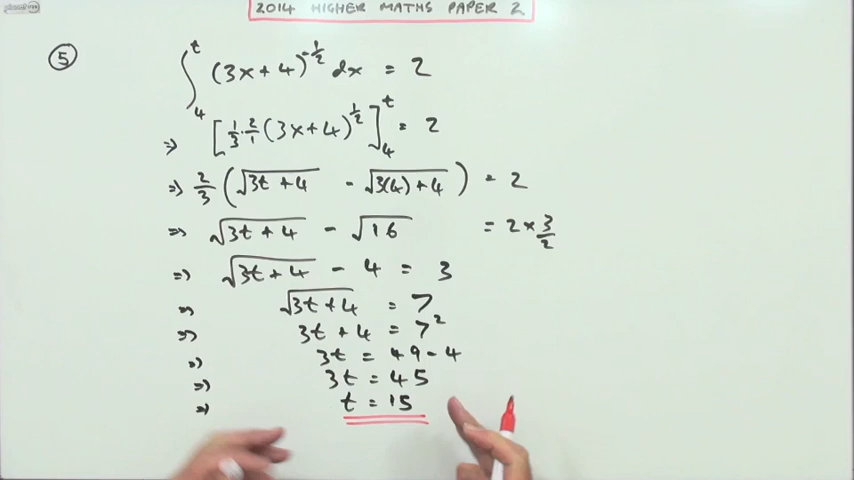 2014 HIGHER MATHS PAPER 2
⑤ ∫₄ᵗ (3x+4)^(-1/2) dx = 2
⇒ [1/3 · 2/1 (3x+4)^(1/2)]₄ᵗ = 2
⇒ 2/3 (√(3t+4) - √(3(4)+4)) = 2
⇒ √(3t+4) - √16 = 2 × 3/2
⇒ √(3t+4) - 4 = 3
⇒ √(3t+4) = 7
⇒ 3t+4 = 7²
⇒ 3t = 49-4
⇒ 3t = 45
⇒ t = 15